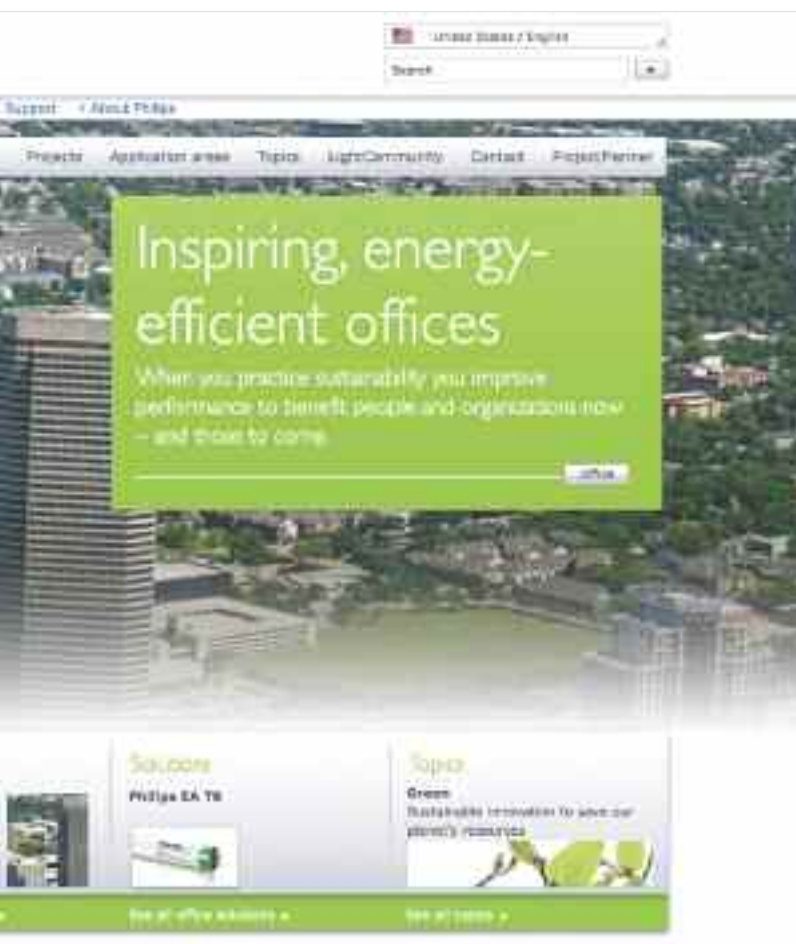 United States / English
Search
Support
About Philips
Projects Application areas Topics LightCommunity Contact ProjectPartner
Inspiring, energy-
efficient offices
When you practice sustainability you improve
performance to benefit people and organizations now
– and those to come.
office
Solutions
Philips EA T8
Topics
Green
Sustainable innovation to save our
planet's resources
See all office solutions
See all topics